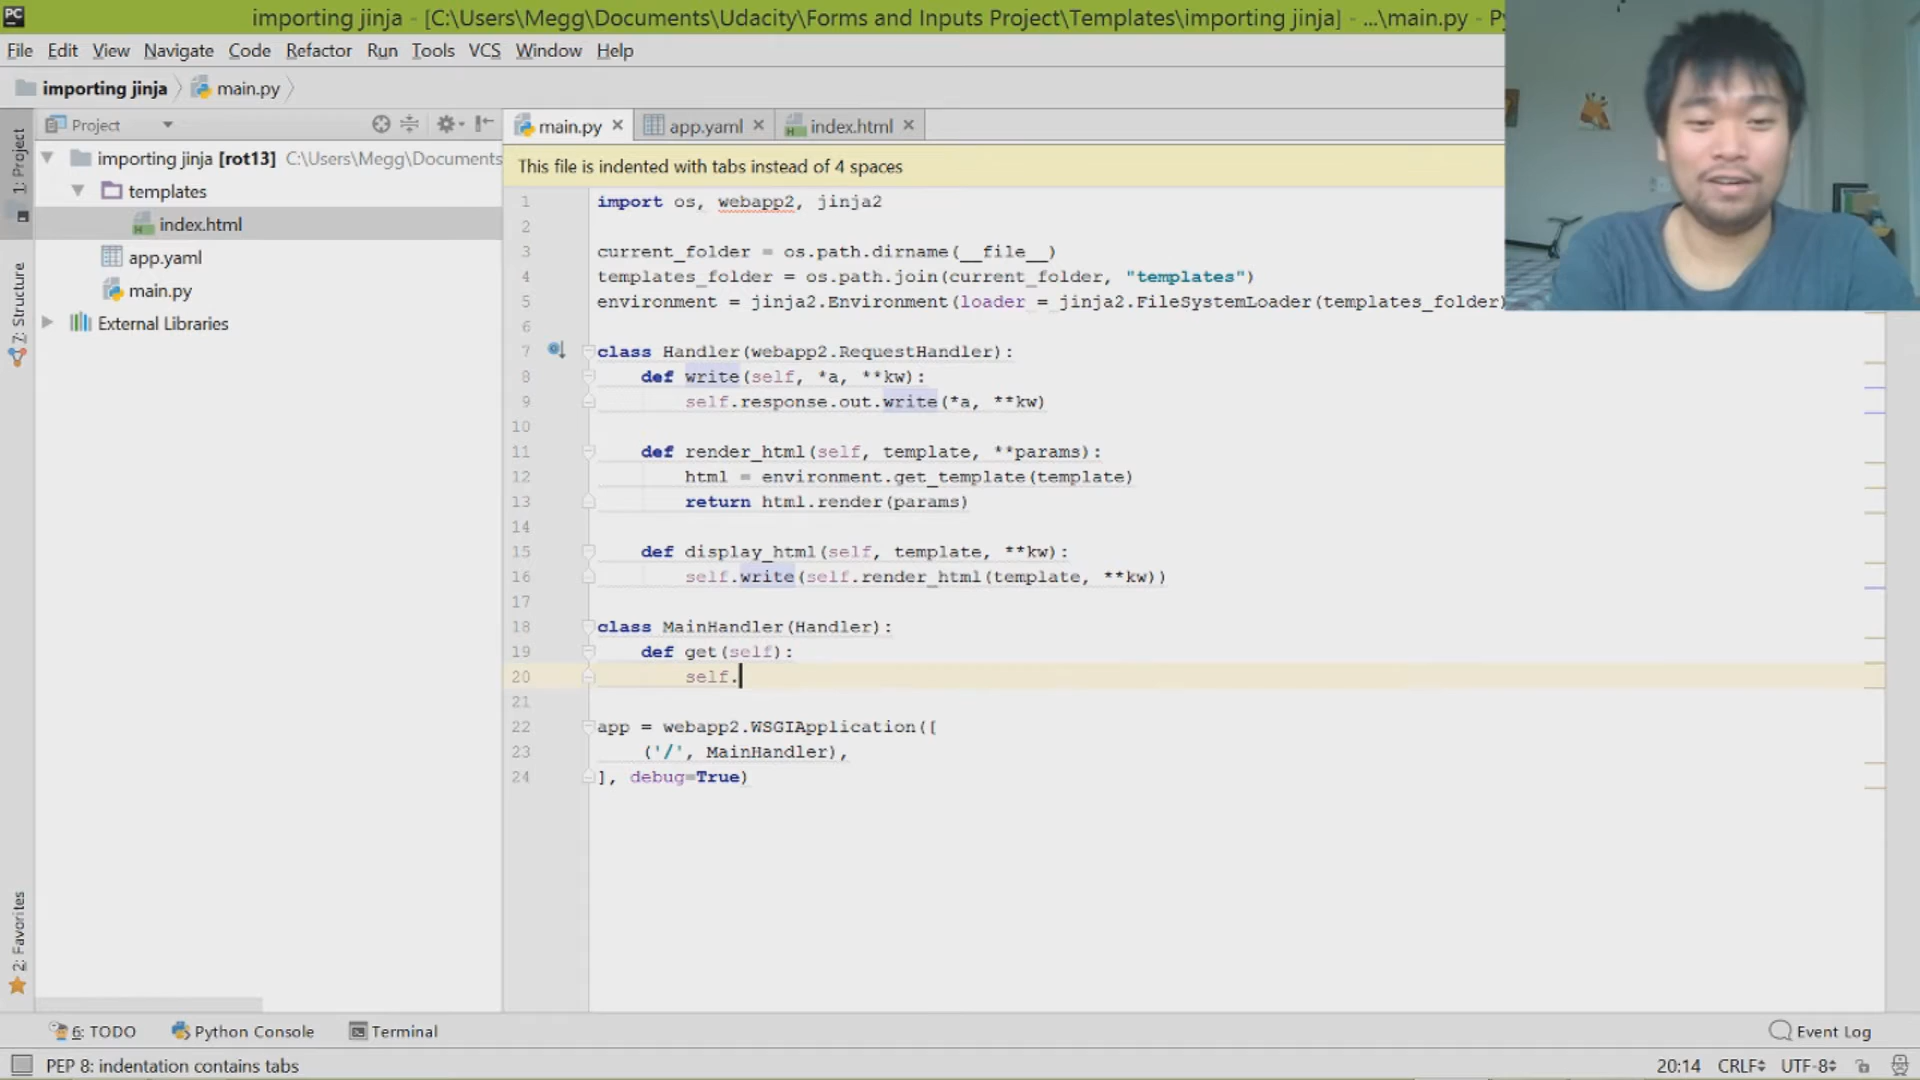 importing jinja - [C:\Users\Megg\Documents\Udacity\Forms and Inputs Project\Templates\importing jinja] - ...\main.py - Py
File Edit View Navigate Code Refactor Run Tools VCS Window Help
importing jinja main.py
1: Project
7: Structure
2: Favorites
Project
importing jinja [rot13] C:\Users\Megg\Documents
templates
index.html
app.yaml
main.py
External Libraries
main.py app.yaml index.html
This file is indented with tabs instead of 4 spaces
1 import os, webapp2, jinja2
2
3 current_folder = os.path.dirname(__file__)
4 templates_folder = os.path.join(current_folder, "templates")
5 environment = jinja2.Environment(loader = jinja2.FileSystemLoader(templates_folder)
6
7 class Handler(webapp2.RequestHandler):
8 def write(self, *a, **kw):
9 self.response.out.write(*a, **kw)
10
11 def render_html(self, template, **params):
12 html = environment.get_template(template)
13 return html.render(params)
14
15 def display_html(self, template, **kw):
16 self.write(self.render_html(template, **kw))
17
18 class MainHandler(Handler):
19 def get(self):
20 self.
21
22 app = webapp2.WSGIApplication([
23 ('/', MainHandler),
24 ], debug=True)
6: TODO Python Console Terminal Event Log
PEP 8: indentation contains tabs 20:14 CRLF UTF-8